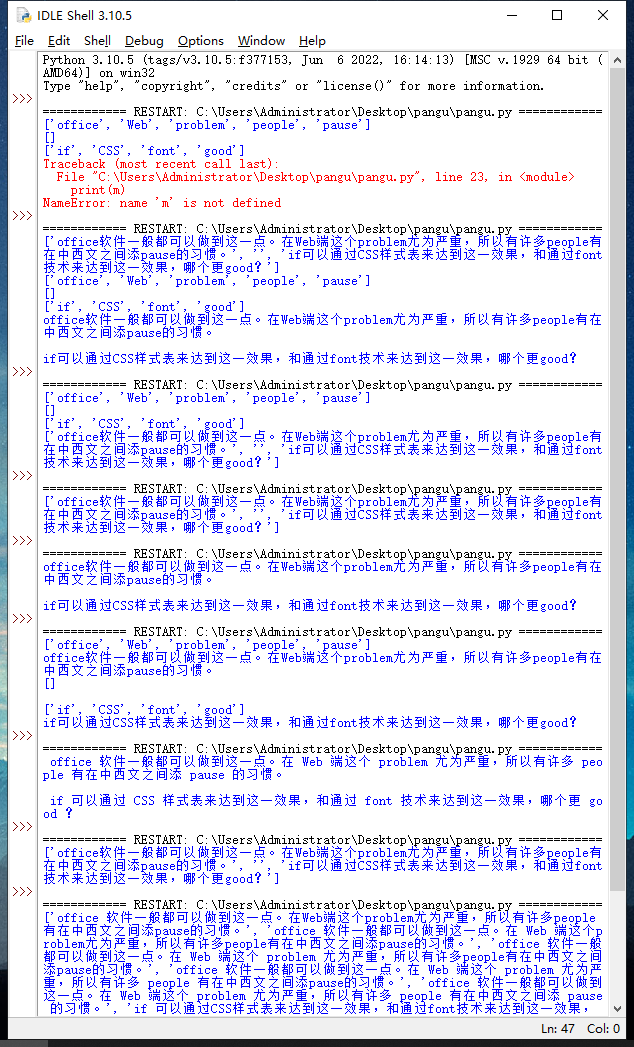 IDLE Shell 3.10.5
File Edit Shell Debug Options Window Help
Python 3.10.5 (tags/v3.10.5:f377153, Jun  6 2022, 16:14:13) [MSC v.1929 64 bit (
AMD64)] on win32
Type "help", "copyright", "credits" or "license()" for more information.
>>>
============ RESTART: C:\Users\Administrator\Desktop\pangu\pangu.py ============
['office', 'Web', 'problem', 'people', 'pause']
[]
['if', 'CSS', 'font', 'good']
Traceback (most recent call last):
  File "C:\Users\Administrator\Desktop\pangu\pangu.py", line 23, in <module>
    print(m)
NameError: name 'm' is not defined
>>>
============ RESTART: C:\Users\Administrator\Desktop\pangu\pangu.py ============
['office软件一般都可以做到这一点。在Web端这个problem尤为严重，所以有许多people有
在中西文之间添pause的习惯。', '', 'if可以通过CSS样式表来达到这一效果，和通过font
技术来达到这一效果，哪个更good？']
['office', 'Web', 'problem', 'people', 'pause']
[]
['if', 'CSS', 'font', 'good']
office软件一般都可以做到这一点。在Web端这个problem尤为严重，所以有许多people有在
中西文之间添pause的习惯。
if可以通过CSS样式表来达到这一效果，和通过font技术来达到这一效果，哪个更good？
>>>
============ RESTART: C:\Users\Administrator\Desktop\pangu\pangu.py ============
['office', 'Web', 'problem', 'people', 'pause']
[]
['if', 'CSS', 'font', 'good']
['office软件一般都可以做到这一点。在Web端这个problem尤为严重，所以有许多people有
在中西文之间添pause的习惯。', '', 'if可以通过CSS样式表来达到这一效果，和通过font
技术来达到这一效果，哪个更good？']
>>>
============ RESTART: C:\Users\Administrator\Desktop\pangu\pangu.py ============
['office软件一般都可以做到这一点。在Web端这个problem尤为严重，所以有许多people有
在中西文之间添pause的习惯。', '', 'if可以通过CSS样式表来达到这一效果，和通过font
技术来达到这一效果，哪个更good？']
>>>
============ RESTART: C:\Users\Administrator\Desktop\pangu\pangu.py ============
office软件一般都可以做到这一点。在Web端这个problem尤为严重，所以有许多people有在
中西文之间添pause的习惯。
if可以通过CSS样式表来达到这一效果，和通过font技术来达到这一效果，哪个更good？
>>>
============ RESTART: C:\Users\Administrator\Desktop\pangu\pangu.py ============
['office', 'Web', 'problem', 'people', 'pause']
office软件一般都可以做到这一点。在Web端这个problem尤为严重，所以有许多people有在
中西文之间添pause的习惯。
[]
['if', 'CSS', 'font', 'good']
if可以通过CSS样式表来达到这一效果，和通过font技术来达到这一效果，哪个更good？
>>>
============ RESTART: C:\Users\Administrator\Desktop\pangu\pangu.py ============
 office 软件一般都可以做到这一点。在 Web 端这个 problem 尤为严重，所以有许多 peo
ple 有在中西文之间添 pause 的习惯。
 if 可以通过 CSS 样式表来达到这一效果，和通过 font 技术来达到这一效果，哪个更 go
od ？
>>>
============ RESTART: C:\Users\Administrator\Desktop\pangu\pangu.py ============
['office软件一般都可以做到这一点。在Web端这个problem尤为严重，所以有许多people有
在中西文之间添pause的习惯。', '', 'if可以通过CSS样式表来达到这一效果，和通过font
技术来达到这一效果，哪个更good？']
>>>
============ RESTART: C:\Users\Administrator\Desktop\pangu\pangu.py ============
['office 软件一般都可以做到这一点。在Web端这个problem尤为严重，所以有许多people
有在中西文之间添pause的习惯。', 'office 软件一般都可以做到这一点。在 Web 端这个p
roblem尤为严重，所以有许多people有在中西文之间添pause的习惯。', 'office 软件一般
都可以做到这一点。在 Web 端这个 problem 尤为严重，所以有许多people有在中西文之间
添pause的习惯。', 'office 软件一般都可以做到这一点。在 Web 端这个 problem 尤为严
重，所以有许多 people 有在中西文之间添pause的习惯。', 'office 软件一般都可以做到
这一点。在 Web 端这个 problem 尤为严重，所以有许多 people 有在中西文之间添 pause
 的习惯。', 'if 可以通过CSS样式表来达到这一效果，和通过font技术来达到这一效果，
Ln: 47 Col: 0